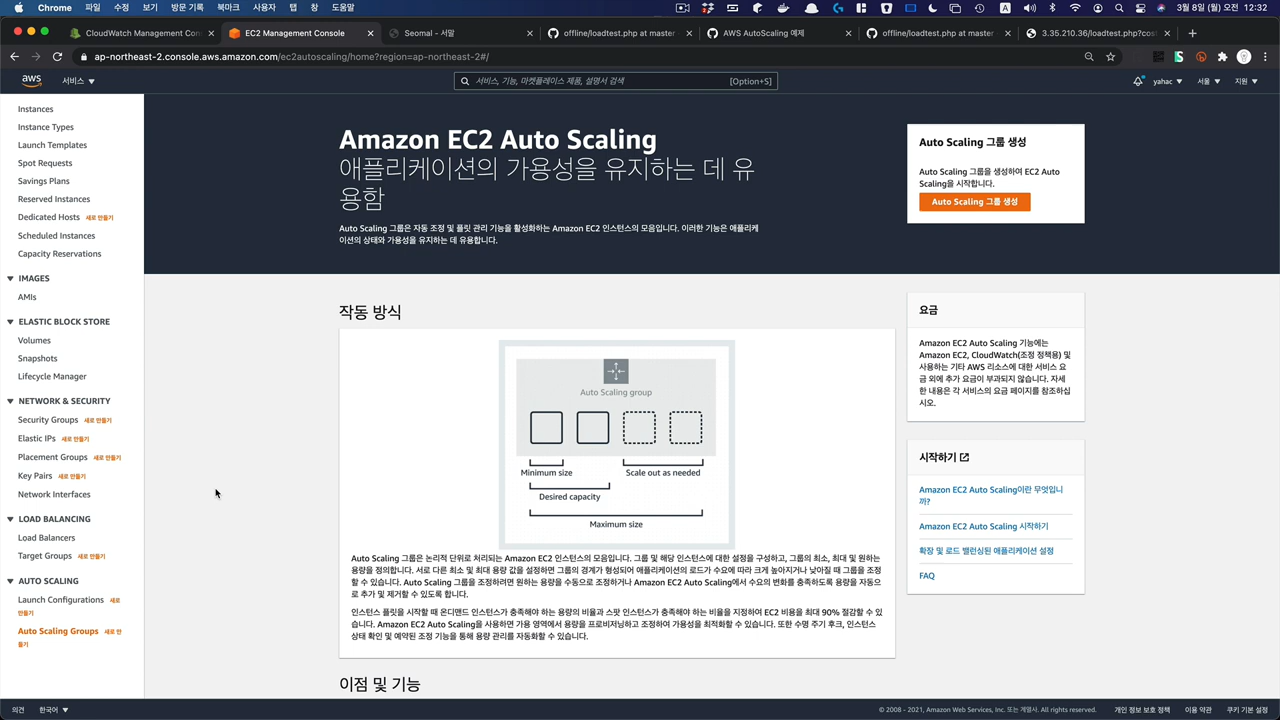 Chrome 파일 수정 보기 방문 기록 북마크 사용자 탭 창 도움말
3월 8일 (월) 오전 12:32
CloudWatch Management Con
EC2 Management Console
Seomal - 서말
offline/loadtest.php at master
AWS AutoScaling 예제
offline/loadtest.php at master
3.35.210.36/loadtest.php?cost
ap-northeast-2.console.aws.amazon.com/ec2autoscaling/home?region=ap-northeast-2#/
aws
서비스
서비스, 기능, 마켓플레이스 제품, 설명서 검색
[Option+S]
yahac
서울
지원
Instances
Instance Types
Launch Templates
Spot Requests
Savings Plans
Reserved Instances
Dedicated Hosts 새로 만들기
Scheduled Instances
Capacity Reservations
IMAGES
AMIs
ELASTIC BLOCK STORE
Volumes
Snapshots
Lifecycle Manager
NETWORK & SECURITY
Security Groups 새로 만들기
Elastic IPs 새로 만들기
Placement Groups 새로 만들기
Key Pairs 새로 만들기
Network Interfaces
LOAD BALANCING
Load Balancers
Target Groups 새로 만들기
AUTO SCALING
Launch Configurations 새로
만들기
Auto Scaling Groups 새로 만
들기
Amazon EC2 Auto Scaling
애플리케이션의 가용성을 유지하는 데 유
용함
Auto Scaling 그룹은 자동 조정 및 플릿 관리 기능을 활성화하는 Amazon EC2 인스턴스의 모음입니다. 이러한 기능은 애플리케
이션의 상태와 가용성을 유지하는 데 유용합니다.
Auto Scaling 그룹 생성
Auto Scaling 그룹을 생성하여 EC2 Auto
Scaling을 시작합니다.
Auto Scaling 그룹 생성
작동 방식
Auto Scaling group
Minimum size
Scale out as needed
Desired capacity
Maximum size
Auto Scaling 그룹은 논리적 단위로 처리되는 Amazon EC2 인스턴스의 모음입니다. 그룹 및 해당 인스턴스에 대한 설정을 구성하고, 그룹의 최소, 최대 및 원하는
용량을 정의합니다. 서로 다른 최소 및 최대 용량 값을 설정하면 그룹의 경계가 형성되어 애플리케이션의 로드가 수요에 따라 크게 높아지거나 낮아질 때 그룹을 조정
할 수 있습니다. Auto Scaling 그룹을 조정하려면 원하는 용량을 수동으로 조정하거나 Amazon EC2 Auto Scaling에서 수요의 변화를 충족하도록 용량을 자동으
로 추가 및 제거할 수 있도록 합니다.
인스턴스 플릿을 시작할 때 온디맨드 인스턴스가 충족해야 하는 용량의 비율과 스팟 인스턴스가 충족해야 하는 비율을 지정하여 EC2 비용을 최대 90% 절감할 수 있
습니다. Amazon EC2 Auto Scaling을 사용하면 가용 영역에서 용량을 프로비저닝하고 조정하여 가용성을 최적화할 수 있습니다. 또한 수명 주기 후크, 인스턴스
상태 확인 및 예약된 조정 기능을 통해 용량 관리를 자동화할 수 있습니다.
이점 및 기능
요금
Amazon EC2 Auto Scaling 기능에는
Amazon EC2, CloudWatch(조정 정책용) 및
사용하는 기타 AWS 리소스에 대한 서비스 요
금 외에 추가 요금이 부과되지 않습니다. 자세
한 내용은 각 서비스의 요금 페이지를 참조하십
시오.
시작하기
Amazon EC2 Auto Scaling이란 무엇입니
까?
Amazon EC2 Auto Scaling 시작하기
확장 및 로드 밸런싱된 애플리케이션 설정
FAQ
의견
한국어
© 2008 - 2021, Amazon Web Services, Inc. 또는 계열사. All rights reserved.
개인 정보 보호 정책
이용 약관
쿠키 기본 설정